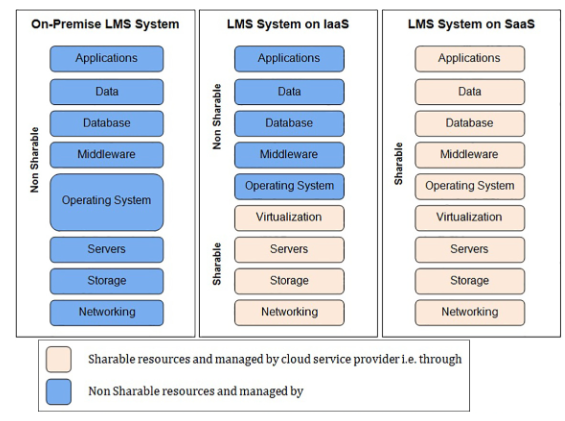 On-Premise LMS System
Non Sharable
Applications
Data
Database
Middleware
Operating System
Servers
Storage
Networking
LMS System on IaaS
Non Sharable
Sharable
Applications
Data
Database
Middleware
Operating System
Virtualization
Servers
Storage
Networking
LMS System on SaaS
Sharable
Applications
Data
Database
Middleware
Operating System
Virtualization
Servers
Storage
Networking
Sharable resources and managed by cloud service provider i.e. through
Non Sharable resources and managed by